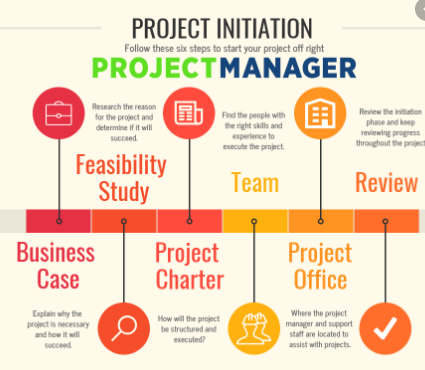 PROJECT INITIATION
Follow these six steps to start your project off right
PROJECTMANAGER
Research the reason
for the project and
determine if it will
succeed.
Find the people with
the right skills and
experience to
execute the project.
Review the initiation
phase and keep
reviewing progress
throughout the project
Feasibility
Study
Team
Review
Business
Case
Project
Charter
Project
Office
Explain why the
project is necessary
and how it will
succeed.
How will the project
be structured and
executed?
Where the project
manager and support
staff are located to
assist with projects.